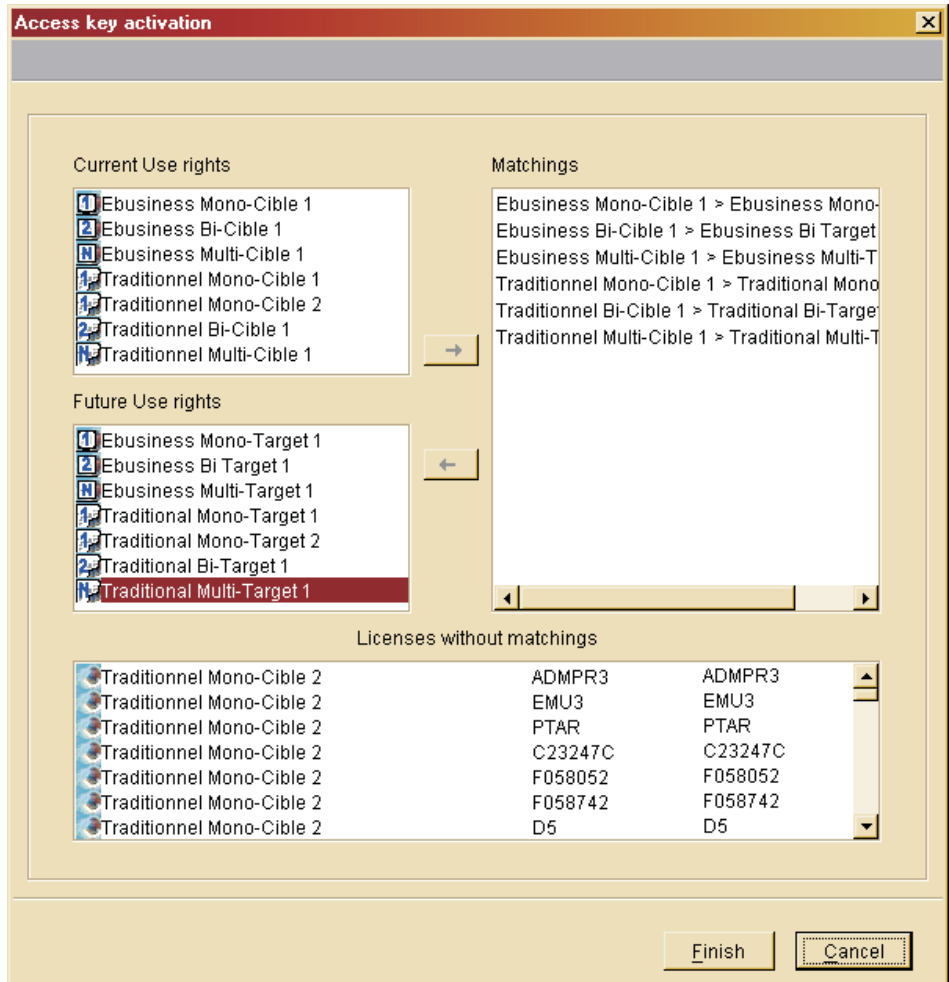 Access key activation
Current Use rights
Ebusiness Mono-Cible 1
Ebusiness Bi-Cible 1
Ebusiness Multi-Cible 1
Traditionnel Mono-Cible 1
Traditionnel Mono-Cible 2
Traditionnel Bi-Cible 1
Traditionnel Multi-Cible 1
Future Use rights
Ebusiness Mono-Target 1
Ebusiness Bi Target 1
Ebusiness Multi-Target 1
Traditional Mono-Target 1
Traditional Mono-Target 2
Traditional Bi-Target 1
Traditional Multi-Target 1
Matchings
Ebusiness Mono-Cible 1 > Ebusiness Mono-
Ebusiness Bi-Cible 1 > Ebusiness Bi Target
Ebusiness Multi-Cible 1 > Ebusiness Multi-T
Traditionnel Mono-Cible 1 > Traditional Mono
Traditionnel Bi-Cible 1 > Traditional Bi-Target
Traditionnel Multi-Cible 1 > Traditional Multi-T
Licenses without matchings
Traditionnel Mono-Cible 2 ADMPR3 ADMPR3
Traditionnel Mono-Cible 2 EMU3 EMU3
Traditionnel Mono-Cible 2 PTAR PTAR
Traditionnel Mono-Cible 2 C23247C C23247C
Traditionnel Mono-Cible 2 F058052 F058052
Traditionnel Mono-Cible 2 F058742 F058742
Traditionnel Mono-Cible 2 D5 D5
Finish Cancel